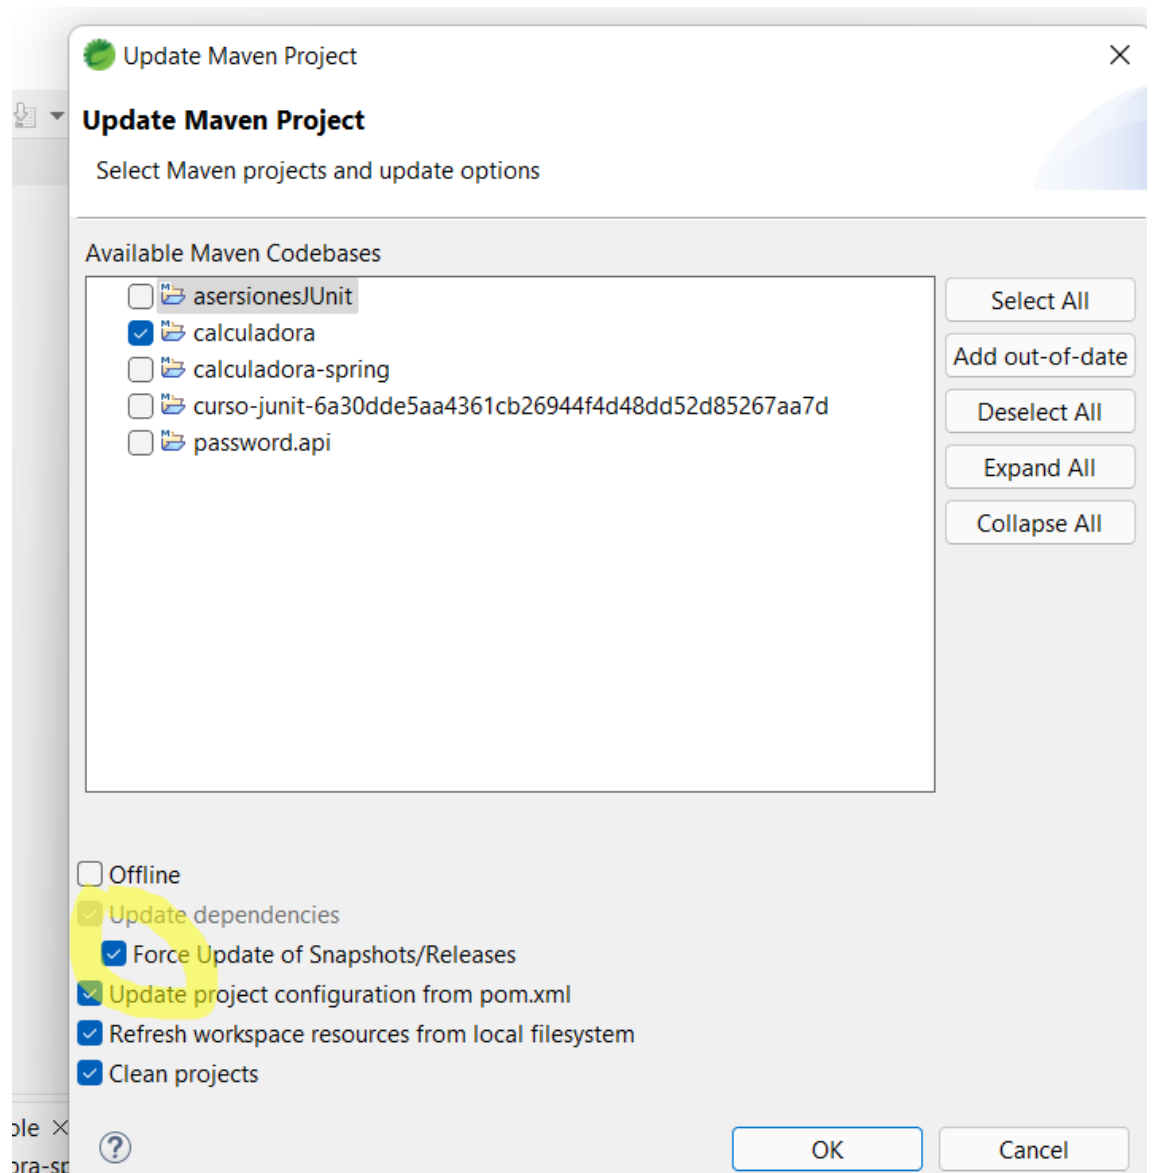 Update Maven Project
Update Maven Project
Select Maven projects and update options
Available Maven Codebases
asersionesJUnit
calculadora
calculadora-spring
curso-junit-6a30dde5aa4361cb26944f4d48dd52d85267aa7d
password.api
Select All
Add out-of-date
Deselect All
Expand All
Collapse All
Offline
Update dependencies
Force Update of Snapshots/Releases
Update project configuration from pom.xml
Refresh workspace resources from local filesystem
Clean projects
OK
Cancel